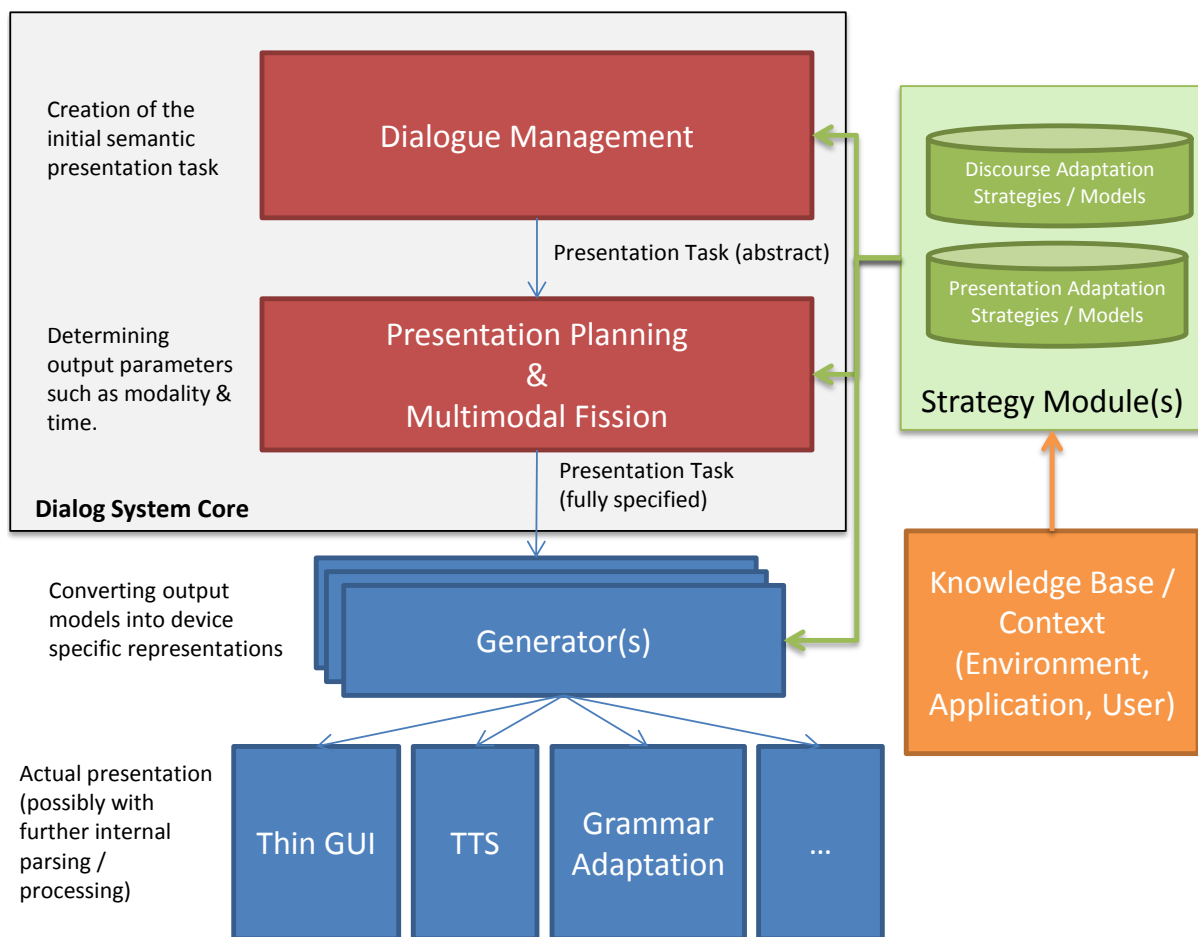 Creation of the
initial semantic
presentation task
Dialogue Management
Presentation Task (abstract)
Determining
output parameters
such as modality &
time.
Presentation Planning
&
Multimodal Fission
Presentation Task
(fully specified)
Dialog System Core
Discourse Adaptation
Strategies / Models
Presentation Adaptation
Strategies / Models
Strategy Module(s)
Knowledge Base /
Context
(Environment,
Application, User)
Converting output
models into device
specific representations
Generator(s)
Actual presentation
(possibly with
further internal
parsing /
processing)
Thin GUI
TTS
Grammar
Adaptation
...